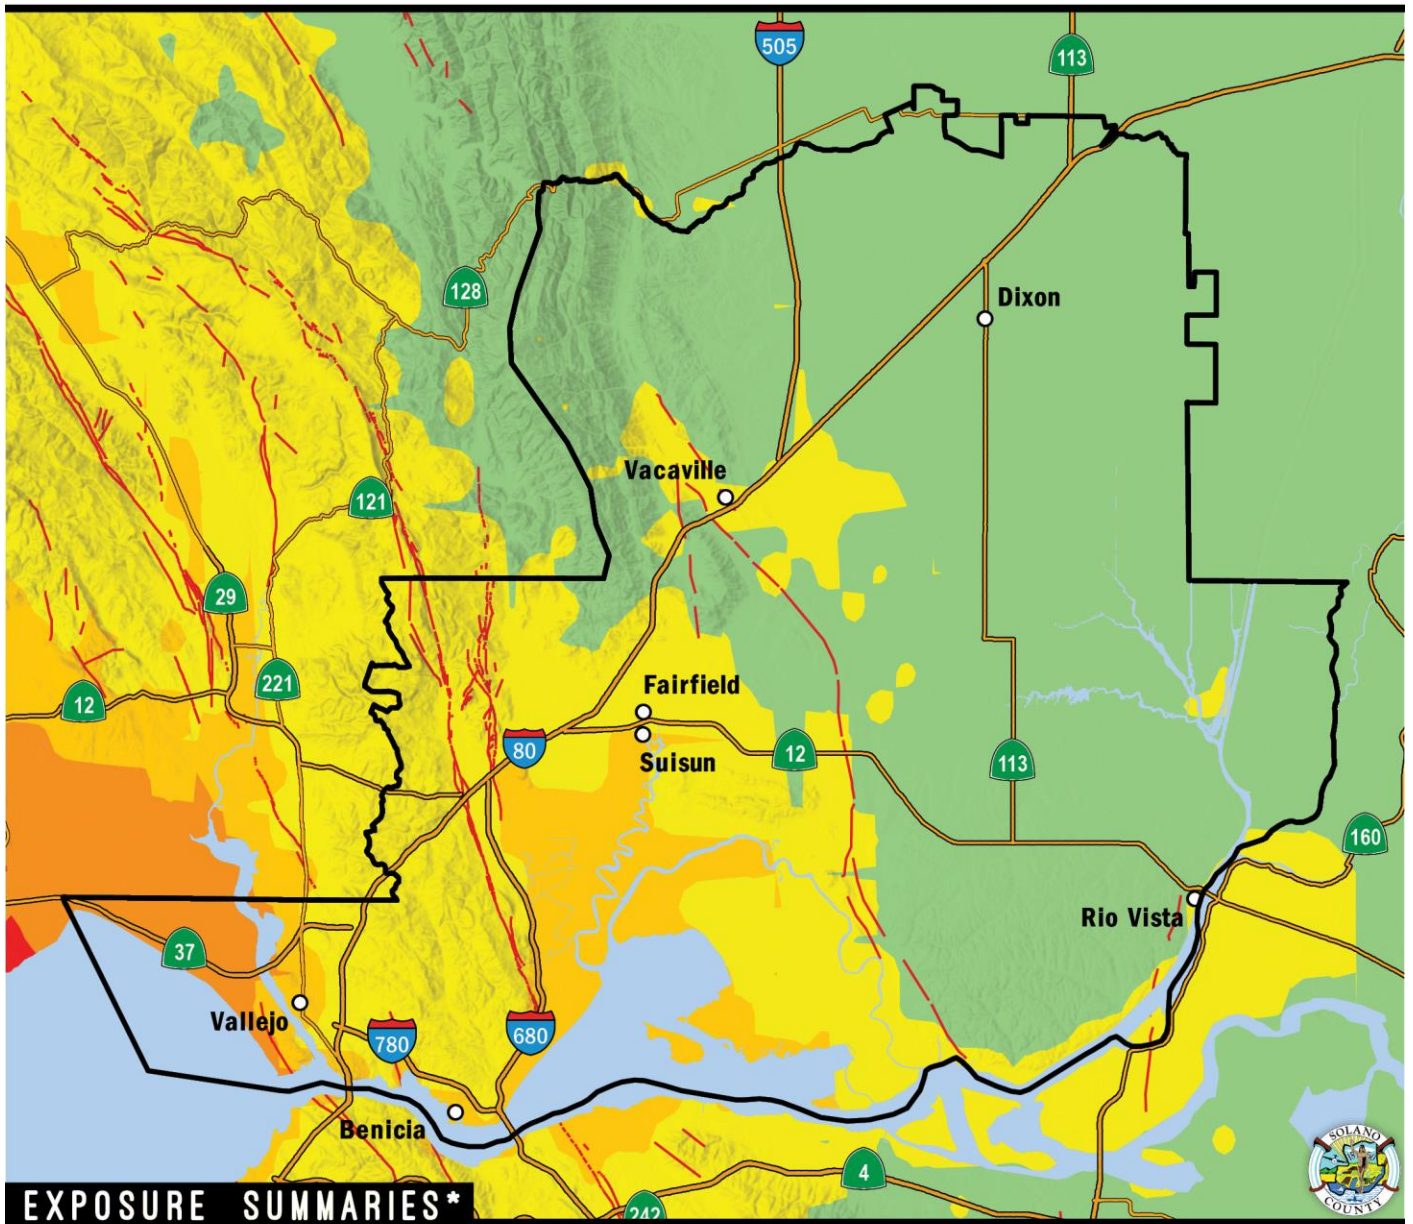 505
113
128
Dixon
Vacaville
121
29
221
12
Fairfield
80
Suisun
12
113
160
Rio Vista
37
Vallejo
780
680
Benicia
4
242
SOLANO
COUNTY
EXPOSURE SUMMARIES*